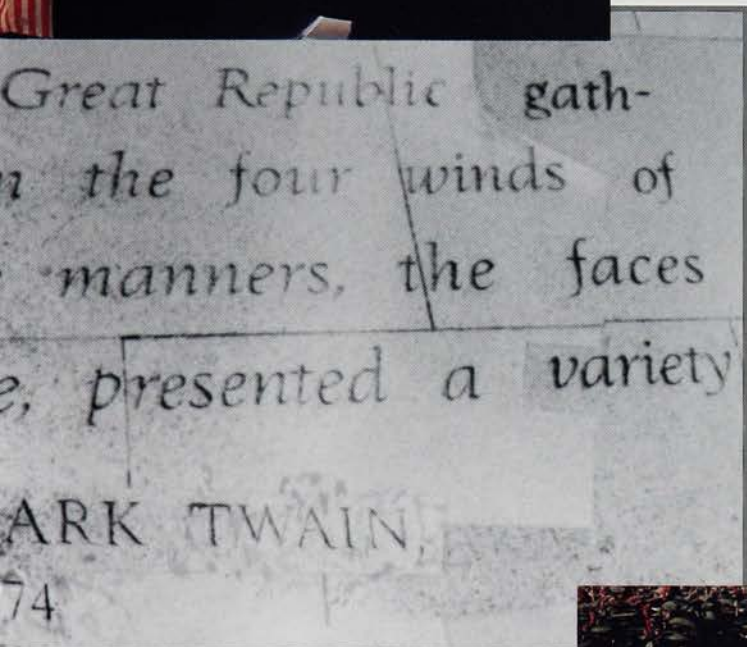 Great Republic gath-
the four winds of
manners, the faces
presented a variety
ARK TWAIN,
74